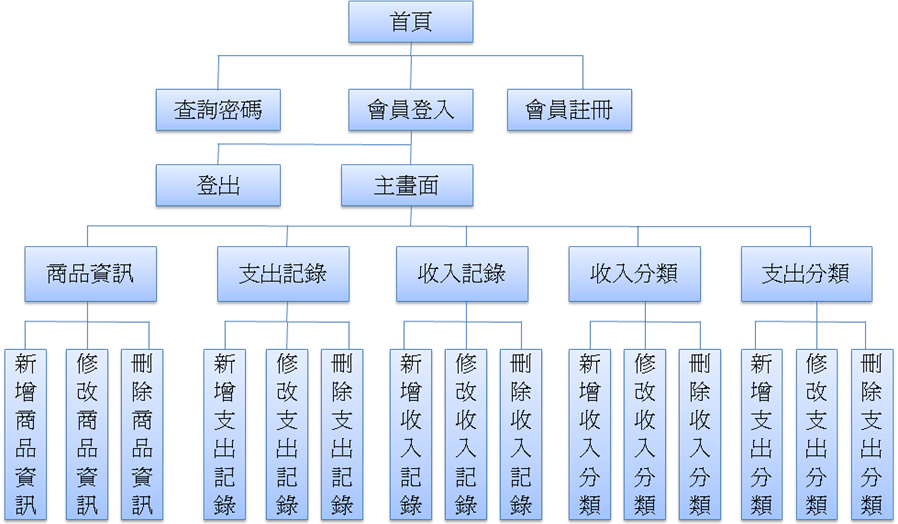 首頁
查詢密碼
會員登入
會員註冊
登出
主畫面
商品資訊
支出記錄
收入記錄
收入分類
支出分類
新增商品資訊
修改商品資訊
刪除商品資訊
新增支出記錄
修改支出記錄
刪除支出記錄
新增收入記錄
修改收入記錄
刪除收入記錄
新增收入分類
修改收入分類
刪除收入分類
新增支出分類
修改支出分類
刪除支出分類